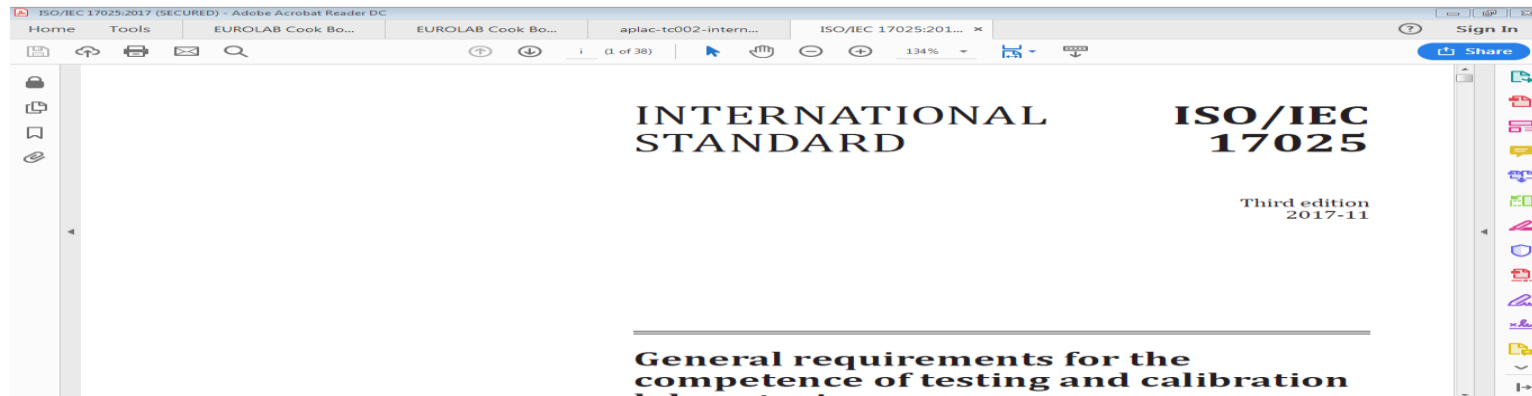 ISO/IEC 17025:2017 (SECURED) - Adobe Acrobat Reader DC
Home Tools EUROLAB Cook Bo... EUROLAB Cook Bo... aplac-tc002-intern... ISO/IEC 17025:201... × ? Sign In
i (1 of 38) 134% Share
INTERNATIONAL STANDARD
ISO/IEC 17025
Third edition
2017-11
General requirements for the
competence of testing and calibration